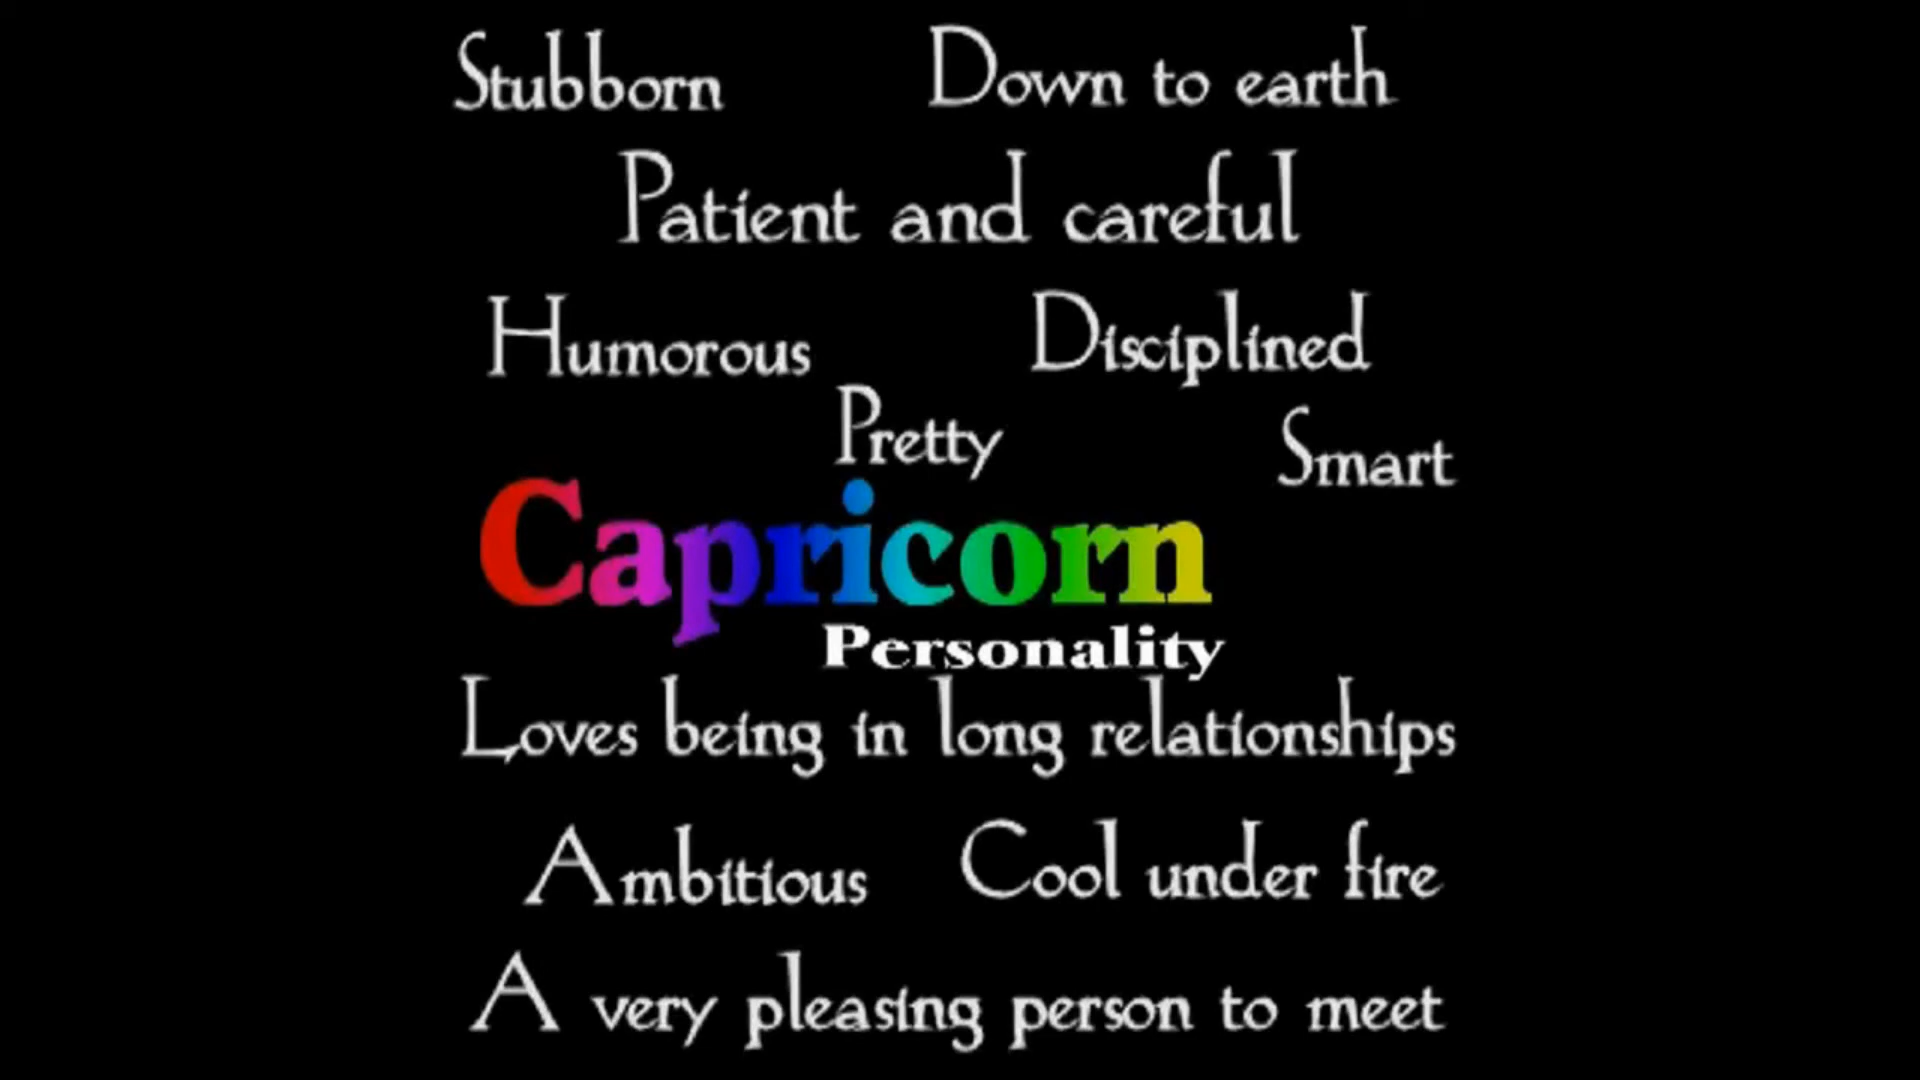 Stubborn Down to earth
Patient and careful
Humorous Disciplined
Pretty Smart
Capricorn
Personality
Loves being in long relationships
Ambitious Cool under fire
A very pleasing person to meet